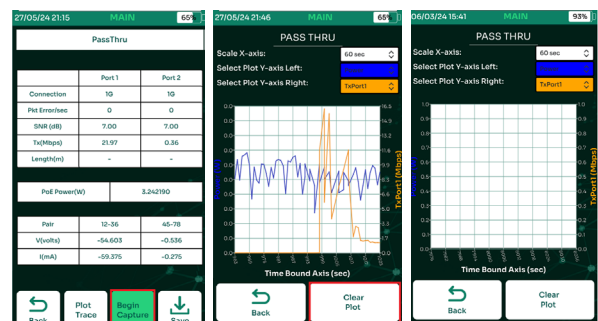 27/05/24 21:15 MAIN 65%
PassThru
Port 1 Port 2
Connection 1G 1G
Pkt Error/sec 0 0
SNR (dB) 7.00 7.00
Tx(Mbps) 21.97 0.36
Length(m) - -
PoE Power(W) 3.242190
Pair 12-36 45-78
V(volts) -54.603 -0.536
I(mA) -59.375 -0.275
Back
Plot
Trace
Begin
Capture
Save
27/05/24 21:46 MAIN 65%
PASS THRU
Scale X-axis: 60 sec
Select Plot Y-axis Left:
Select Plot Y-axis Right: TxPort1
TxPort1 (Mbps)
Time Bound Axis (sec)
Back
Clear
Plot
06/03/24 15:41 MAIN 93%
PASS THRU
Scale X-axis: 60 sec
Select Plot Y-axis Left:
Select Plot Y-axis Right: TxPort1
1.0
0.9
0.8
0.7
0.6
0.5
0.4
0.3
0.2
0.1
0.0
TxPort1 (Mbps)
Time Bound Axis (sec)
Back
Clear
Plot